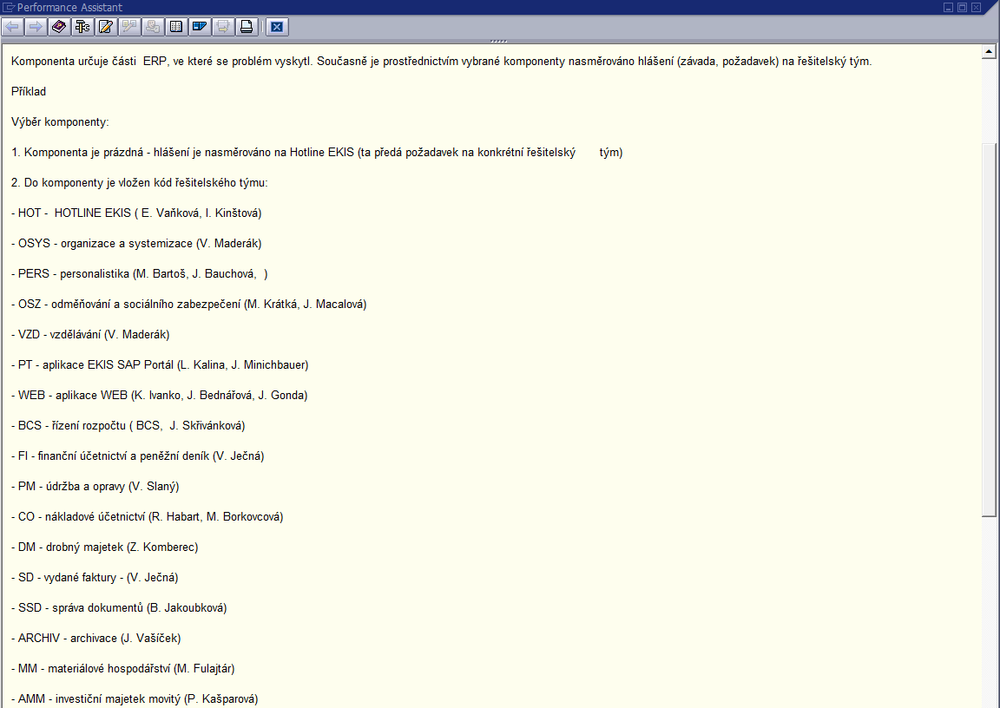 Performance Assistant
Komponenta určuje části  ERP, ve které se problém vyskytl. Současně je prostřednictvím vybrané komponenty nasměrováno hlášení (závada, požadavek) na řešitelský tým.
Příklad
Výběr komponenty:
1. Komponenta je prázdná - hlášení je nasměrováno na Hotline EKIS (ta předá požadavek na konkrétní řešitelský       tým)
2. Do komponenty je vložen kód řešitelského týmu:
- HOT -  HOTLINE EKIS ( E. Vaňková, I. Kinštová)
- OSYS - organizace a systemizace (V. Maderák)
- PERS - personalistika (M. Bartoš, J. Bauchová,  )
- OSZ - odměňování a sociálního zabezpečení (M. Krátká, J. Macalová)
- VZD - vzdělávání (V. Maderák)
- PT - aplikace EKIS SAP Portál (L. Kalina, J. Minichbauer)
- WEB - aplikace WEB (K. Ivanko, J. Bednářová, J. Gonda)
- BCS - řízení rozpočtu ( BCS,  J. Skřivánková)
- FI - finanční účetnictví a peněžní deník (V. Ječná)
- PM - údržba a opravy (V. Slaný)
- CO - nákladové účetnictví (R. Habart, M. Borkovcová)
- DM - drobný majetek (Z. Komberec)
- SD - vydané faktury - (V. Ječná)
- SSD - správa dokumentů (B. Jakoubková)
- ARCHIV - archivace (J. Vašíček)
- MM - materiálové hospodářství (M. Fulajtár)
- AMM - investiční majetek movitý (P. Kašparová)